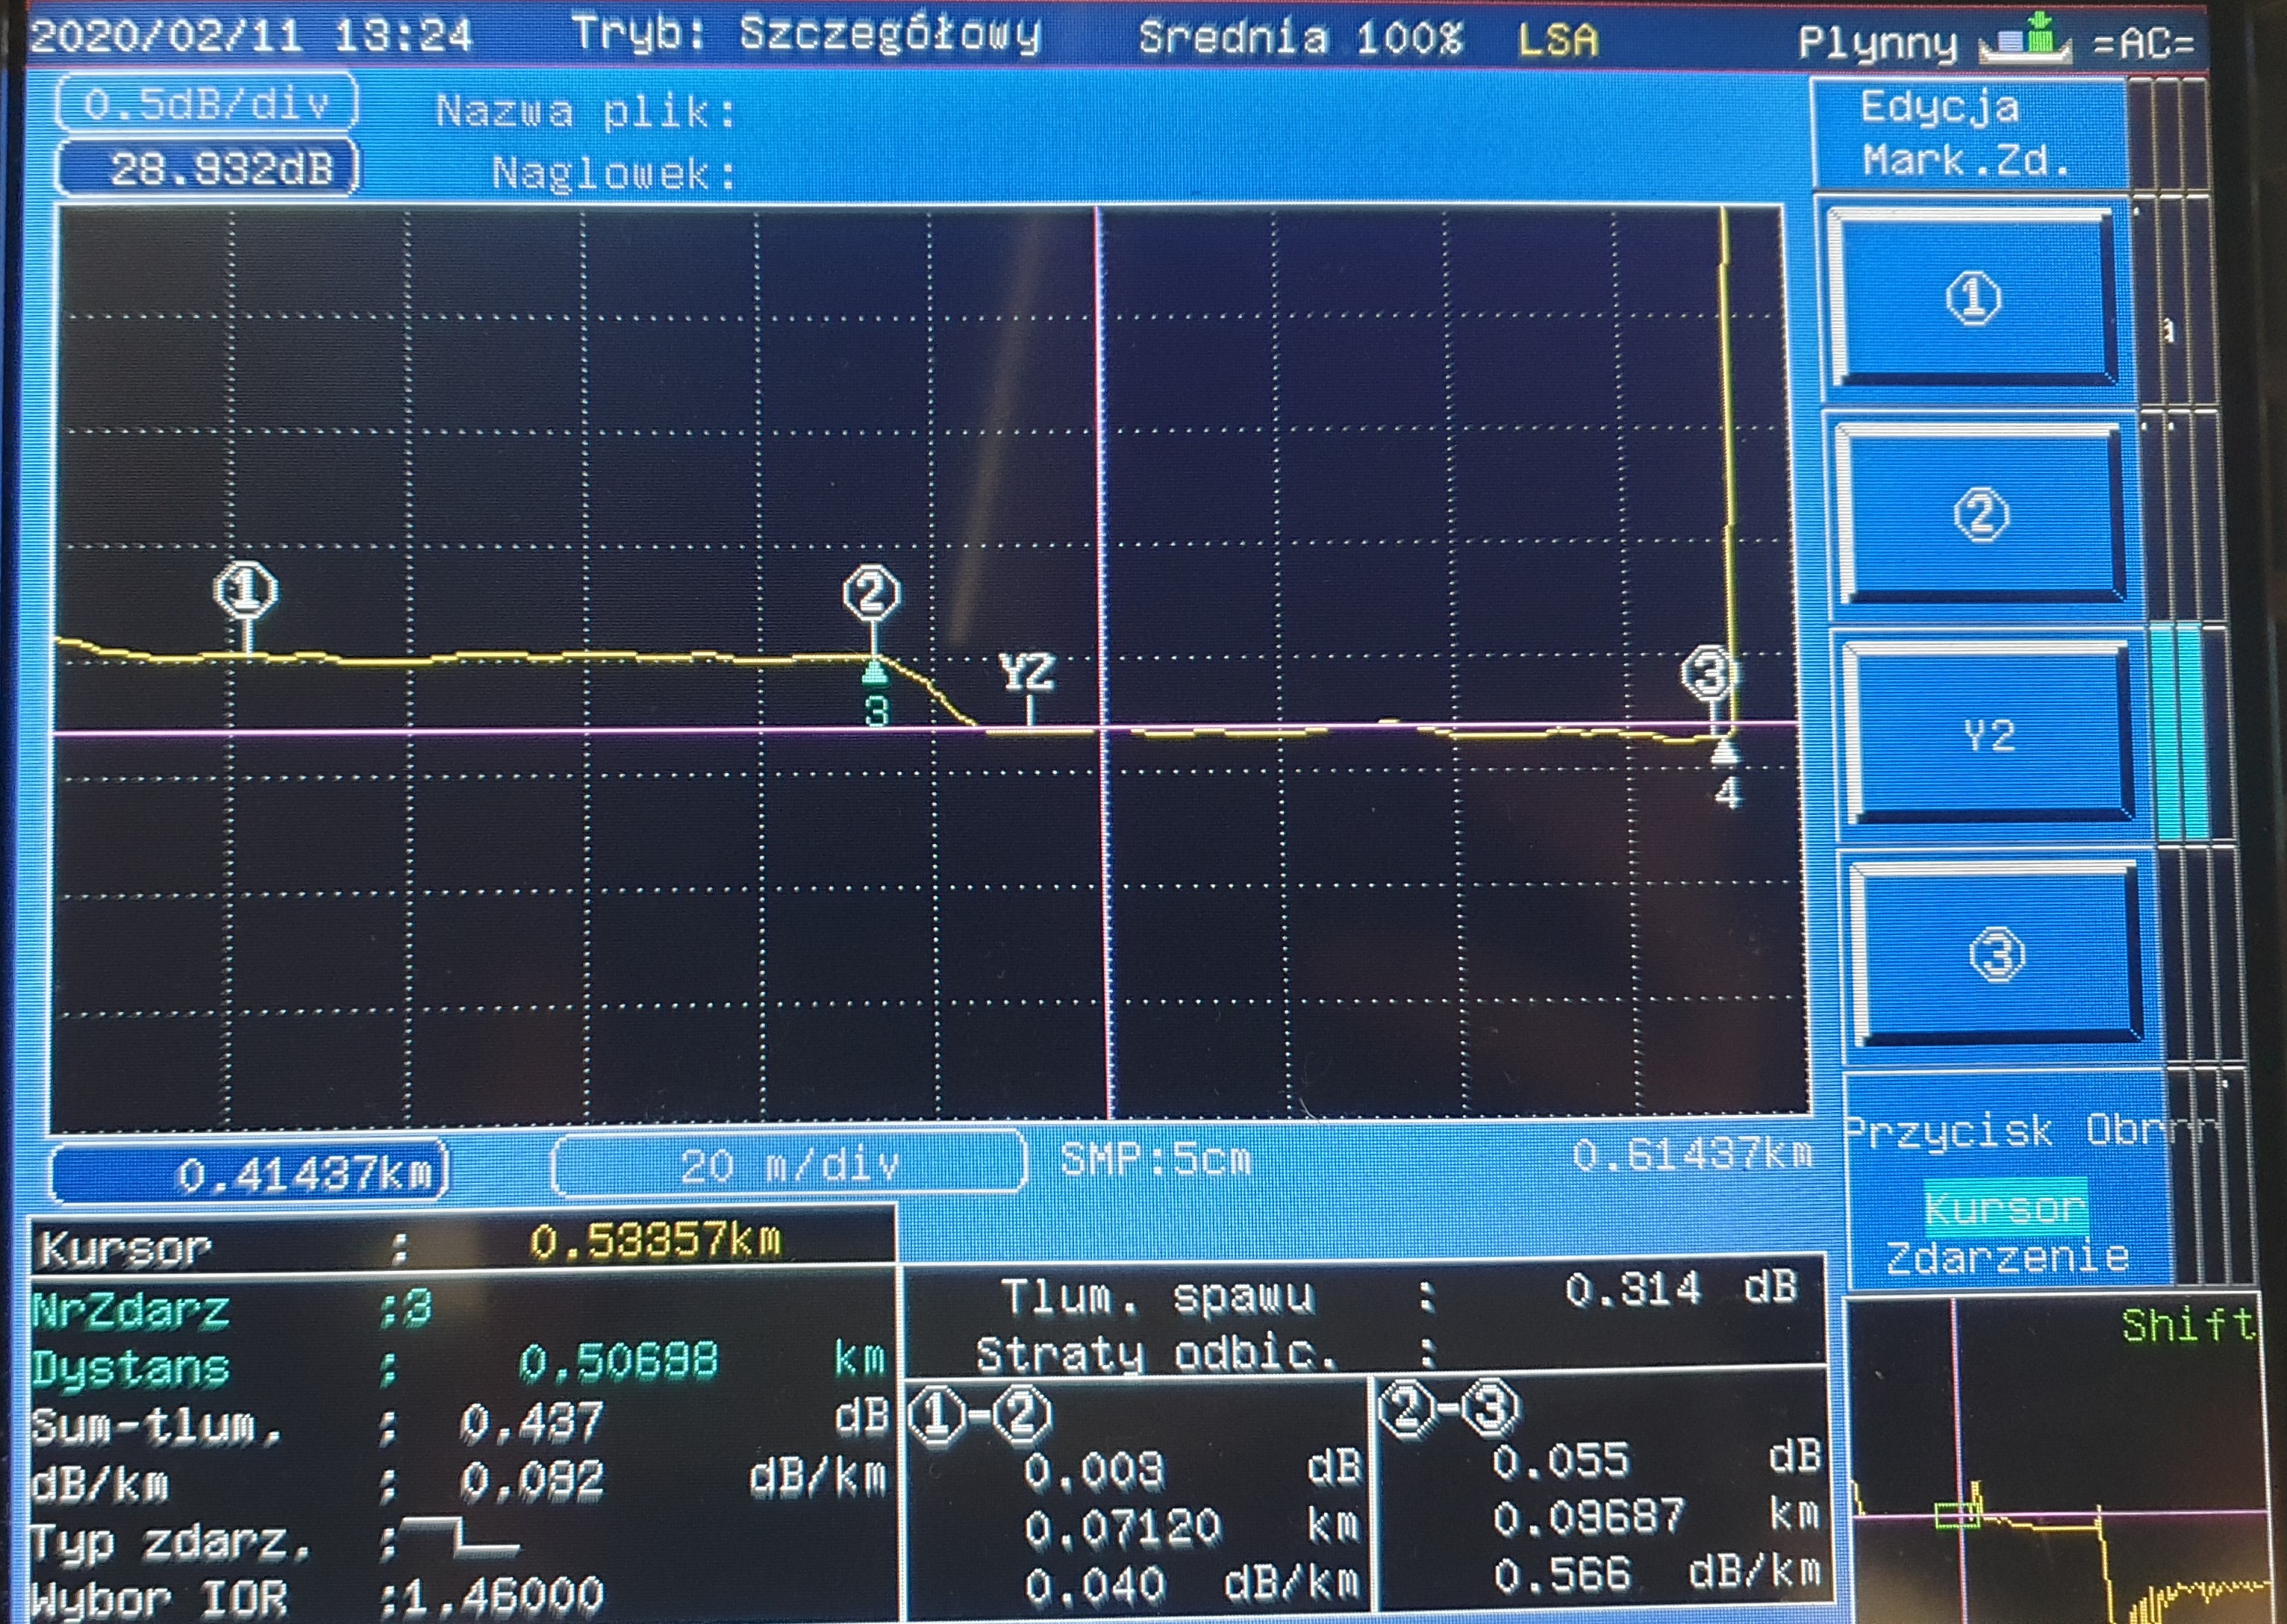 2020/02/11 13:24 Tryb: Szczegółowy Srednia 100% LSA Plynny =AC=
0.5dB/div Nazwa plik:
28.932dB Naglowek:
Edycja
Mark.Zd.
①
②
Y2
③
① ② Y2 ③
3
4
0.41437km 20 m/div SMP:5cm 0.61437km
Przycisk Obr
Kursor
Zdarzenie
Kursor : 0.53357km
NrZdarz :3
Dystans : 0.50698 km
Sum-tlum. : 0.437 dB
dB/km : 0.092 dB/km
Typ zdarz. :
Wybor IOR :1.46000
Tlum. spawu : 0.314 dB
Straty odbic. :
①-②
0.003 dB
0.07120 km
0.040 dB/km
②-③
0.055 dB
0.09687 km
0.566 dB/km
Shift